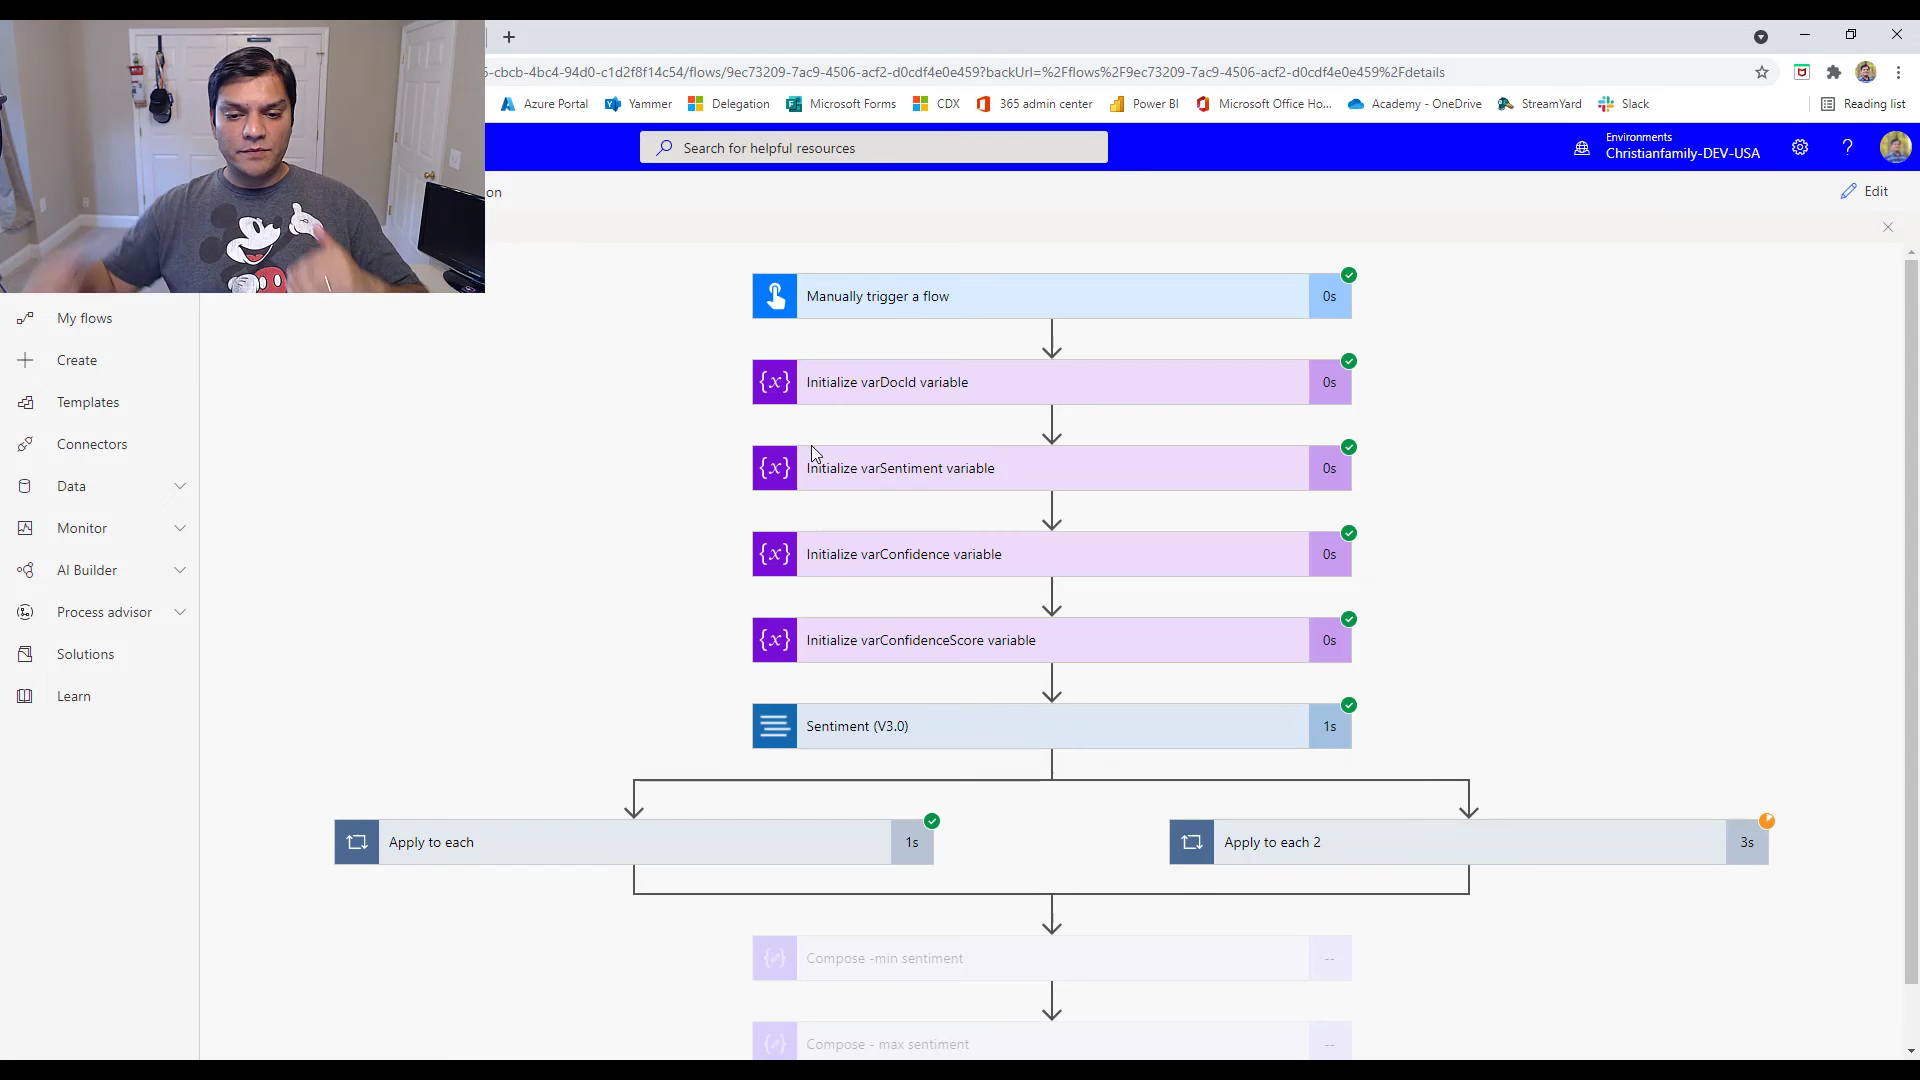 5-cbcb-4bc4-94d0-c1d2f8f14c54/flows/9ec73209-7ac9-4506-acf2-d0cdf4e0e459?backUrl=%2Fflows%2F9ec73209-7ac9-4506-acf2-d0cdf4e0e459%2Fdetails
Azure Portal
Yammer
Delegation
Microsoft Forms
CDX
365 admin center
Power BI
Microsoft Office Ho...
Academy - OneDrive
StreamYard
Slack
Reading list
Search for helpful resources
Environments
Christianfamily-DEV-USA
?
on
Edit
My flows
Create
Templates
Connectors
Data
Monitor
AI Builder
Process advisor
Solutions
Learn
Manually trigger a flow
0s
{x} Initialize varDocId variable
0s
{x} Initialize varSentiment variable
0s
{x} Initialize varConfidence variable
0s
{x} Initialize varConfidenceScore variable
0s
Sentiment (V3.0)
1s
Apply to each
1s
Apply to each 2
3s
Compose -min sentiment
--
Compose - max sentiment
--